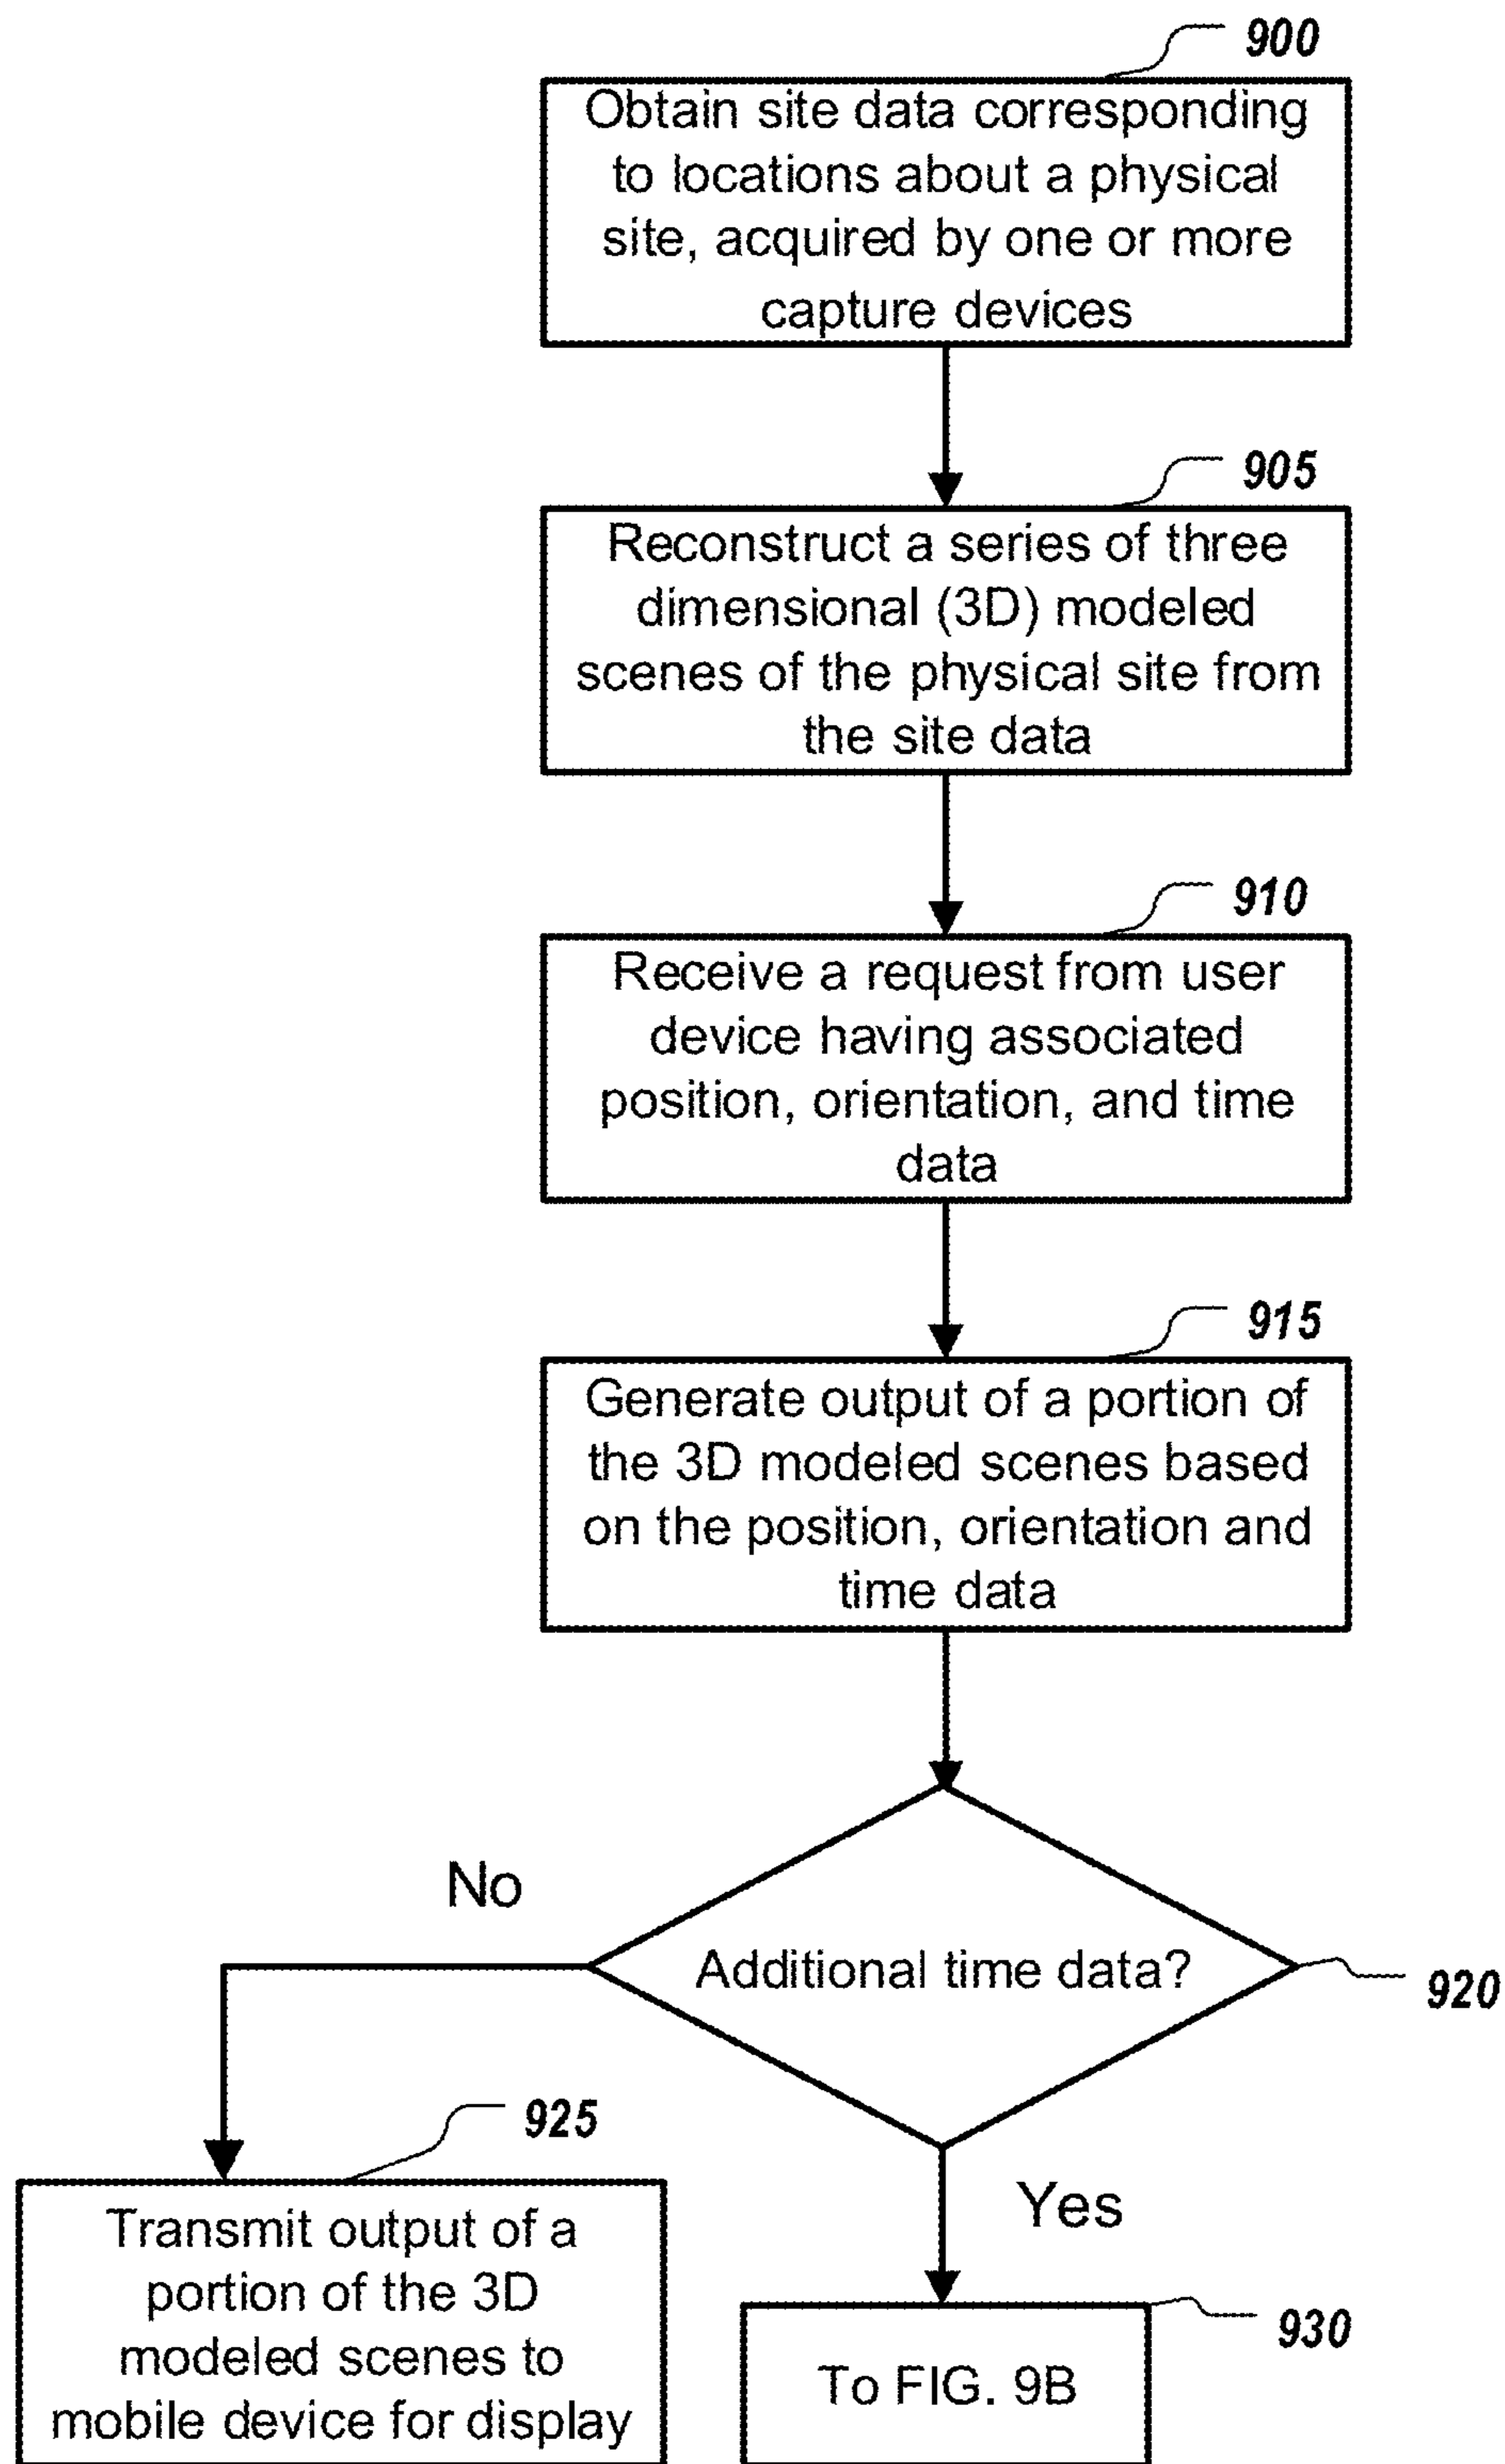 900
Obtain site data corresponding
to locations about a physical
site, acquired by one or more
capture devices
905
Reconstruct a series of three
dimensional (3D) modeled
scenes of the physical site from
the site data
910
Receive a request from user
device having associated
position, orientation, and time
data
915
Generate output of a portion of
the 3D modeled scenes based
on the position, orientation and
time data
No
Additional time data?
920
925
Transmit output of a
portion of the 3D
modeled scenes to
mobile device for display
Yes
930
To FIG. 9B